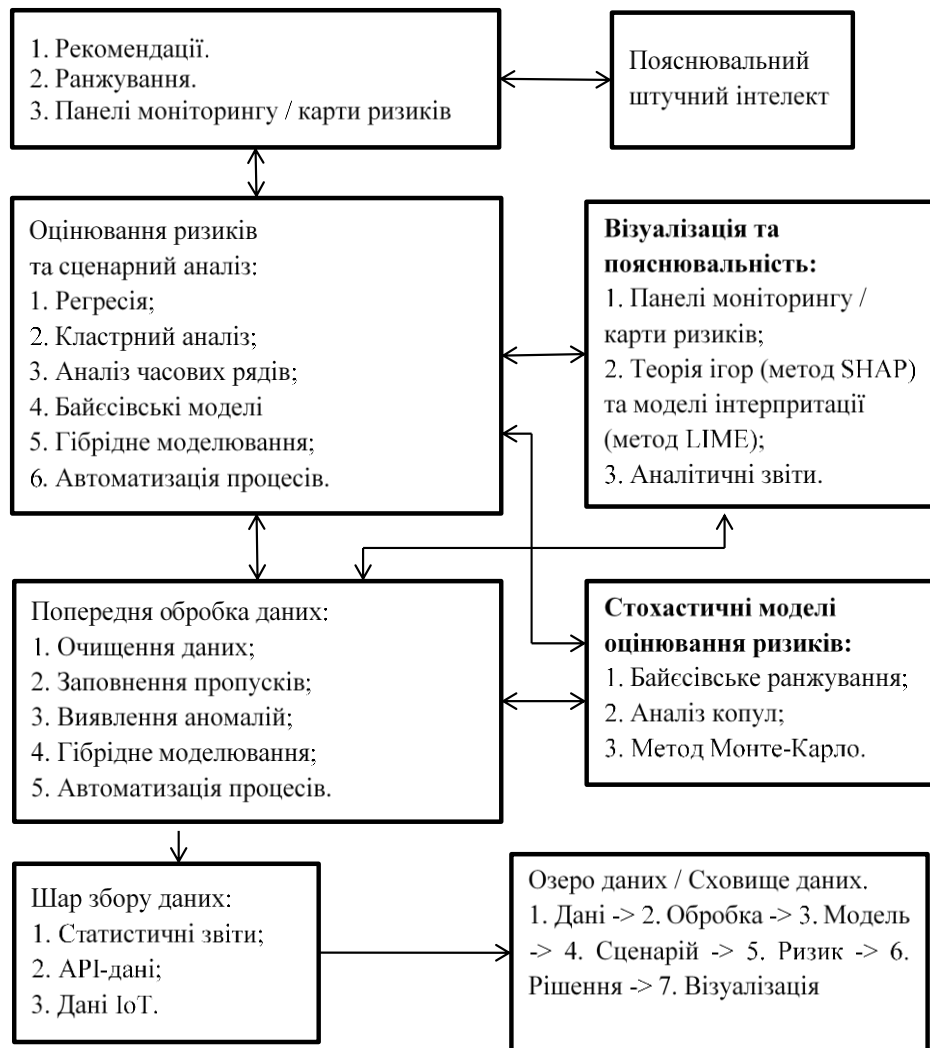 1. Рекомендації.
2. Ранжування.
3. Панелі моніторингу / карти ризиків
Пояснювальний
штучний інтелект
Оцінювання ризиків
та сценарний аналіз:
1. Регресія;
2. Кластрний аналіз;
3. Аналіз часових рядів;
4. Байєсівські моделі
5. Гібрідне моделювання;
6. Автоматизація процесів.
Візуалізація та
пояснювальність:
1. Панелі моніторингу /
карти ризиків;
2. Теорія ігор (метод SHAP)
та моделі інтерпритації
(метод LIME);
3. Аналітичні звіти.
Попередня обробка даних:
1. Очищення даних;
2. Заповнення пропусків;
3. Виявлення аномалій;
4. Гібрідне моделювання;
5. Автоматизація процесів.
Стохастичні моделі
оцінювання ризиків:
1. Байєсівське ранжування;
2. Аналіз копул;
3. Метод Монте-Карло.
Шар збору даних:
1. Статистичні звіти;
2. API-дані;
3. Дані IoT.
Озеро даних / Сховище даних.
1. Дані -> 2. Обробка -> 3. Модель
-> 4. Сценарій -> 5. Ризик -> 6.
Рішення -> 7. Візуалізація